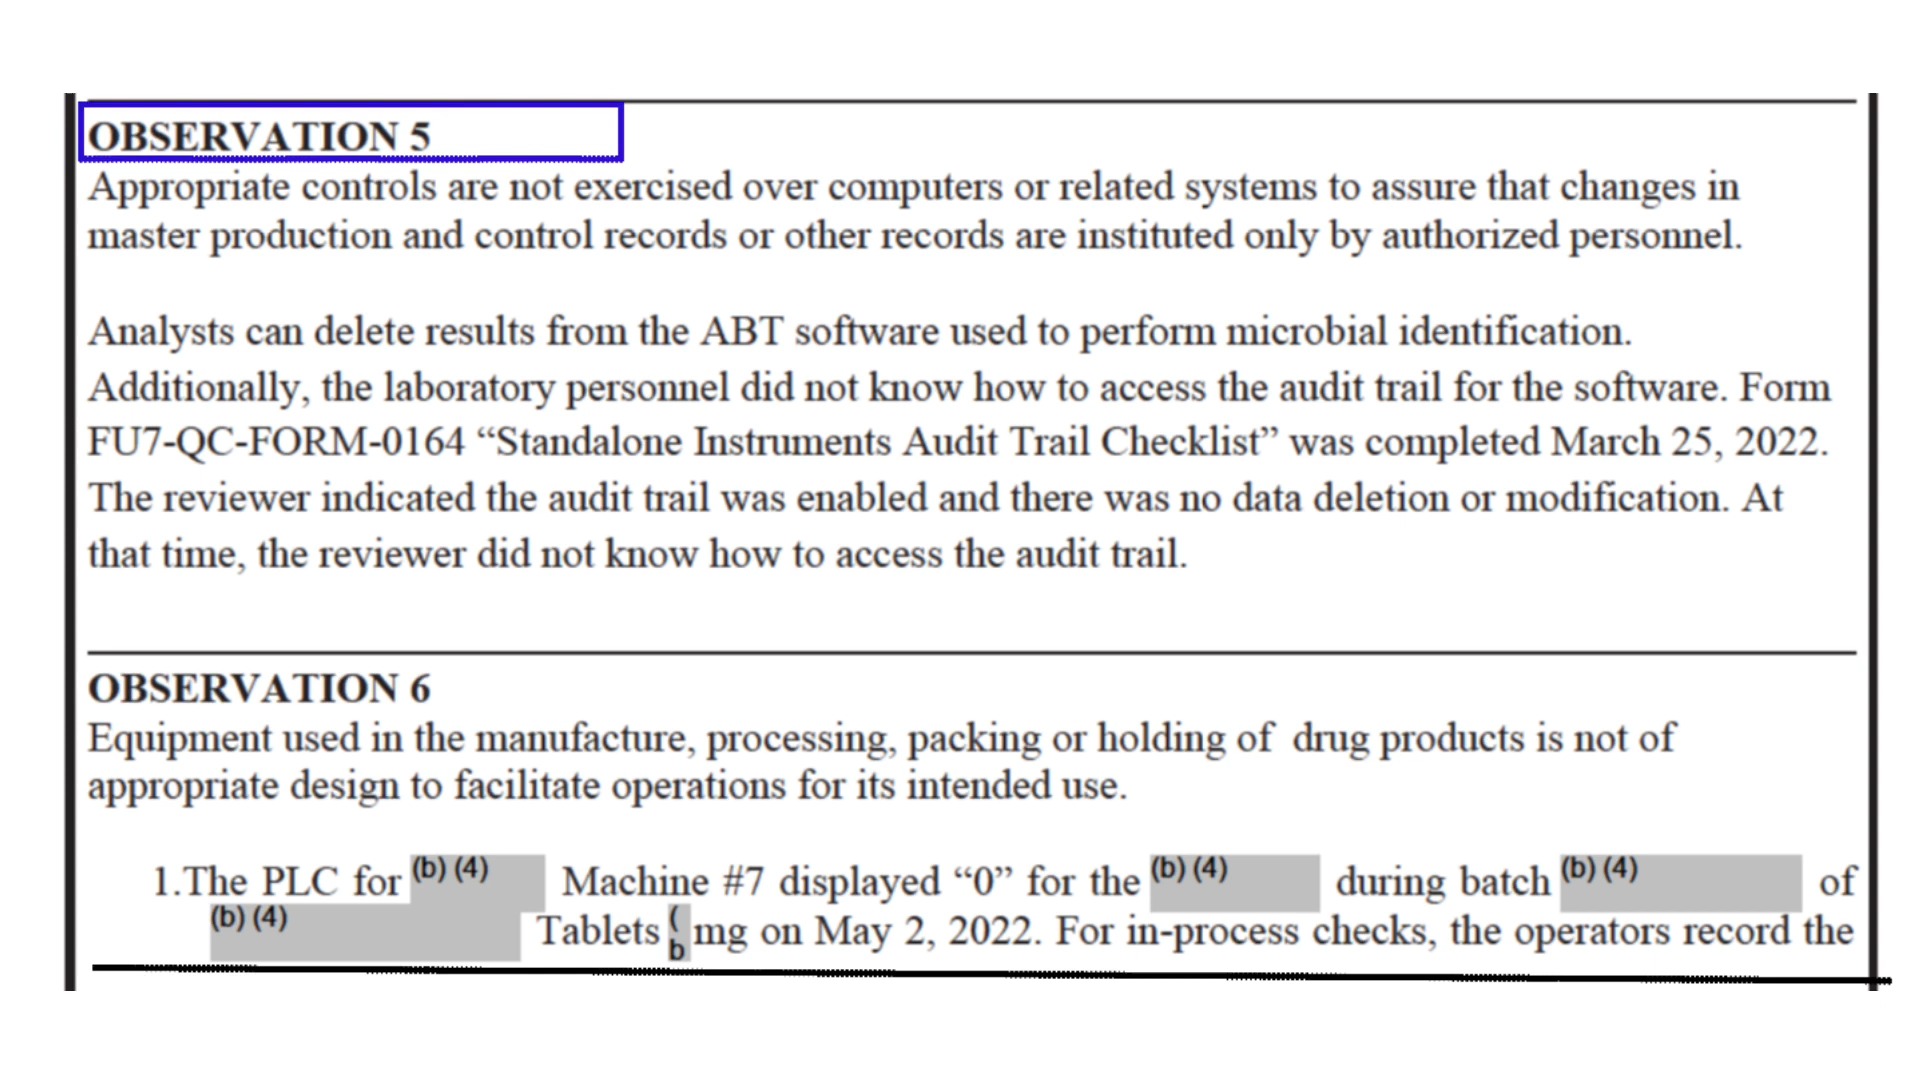 OBSERVATION 5
Appropriate controls are not exercised over computers or related systems to assure that changes in
master production and control records or other records are instituted only by authorized personnel.
Analysts can delete results from the ABT software used to perform microbial identification.
Additionally, the laboratory personnel did not know how to access the audit trail for the software. Form
FU7-QC-FORM-0164 “Standalone Instruments Audit Trail Checklist” was completed March 25, 2022.
The reviewer indicated the audit trail was enabled and there was no data deletion or modification. At
that time, the reviewer did not know how to access the audit trail.
OBSERVATION 6
Equipment used in the manufacture, processing, packing or holding of drug products is not of
appropriate design to facilitate operations for its intended use.
1.The PLC for (b) (4) Machine #7 displayed “0” for the (b) (4) during batch (b) (4) of
(b) (4) Tablets ( b mg on May 2, 2022. For in-process checks, the operators record the